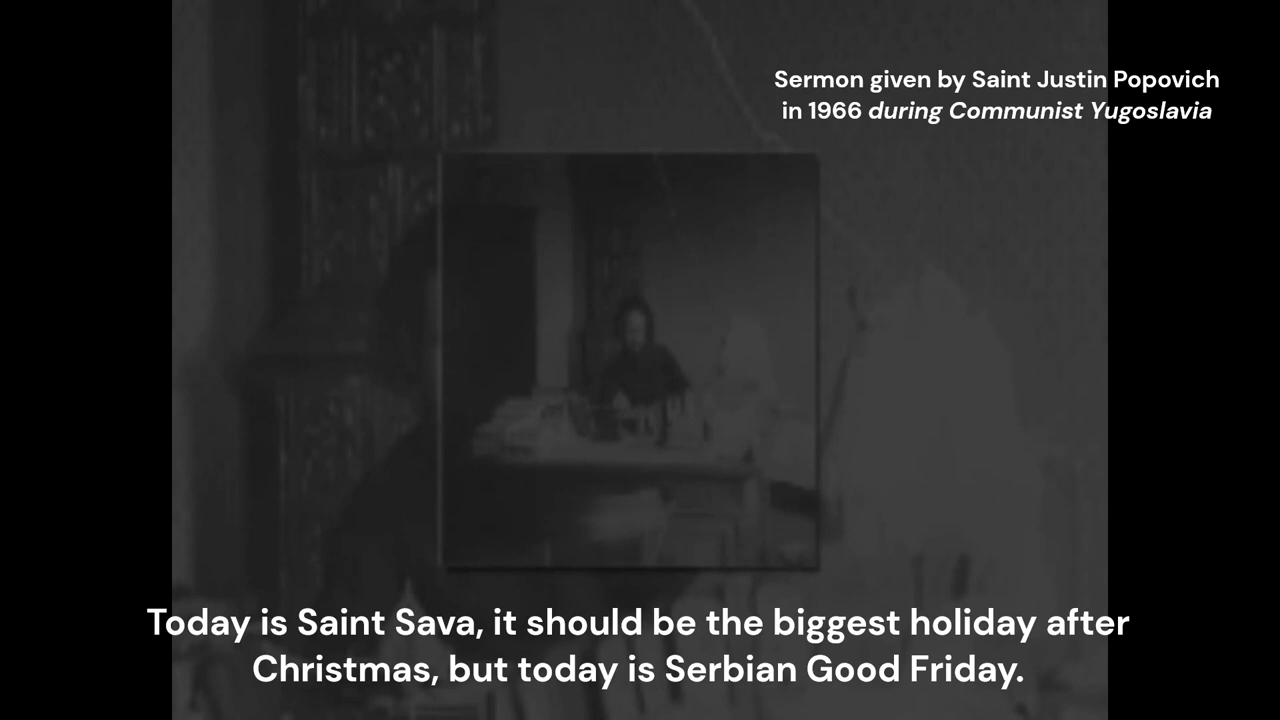 Sermon given by Saint Justin Popovich
in 1966 during Communist Yugoslavia
Today is Saint Sava, it should be the biggest holiday after
Christmas, but today is Serbian Good Friday.